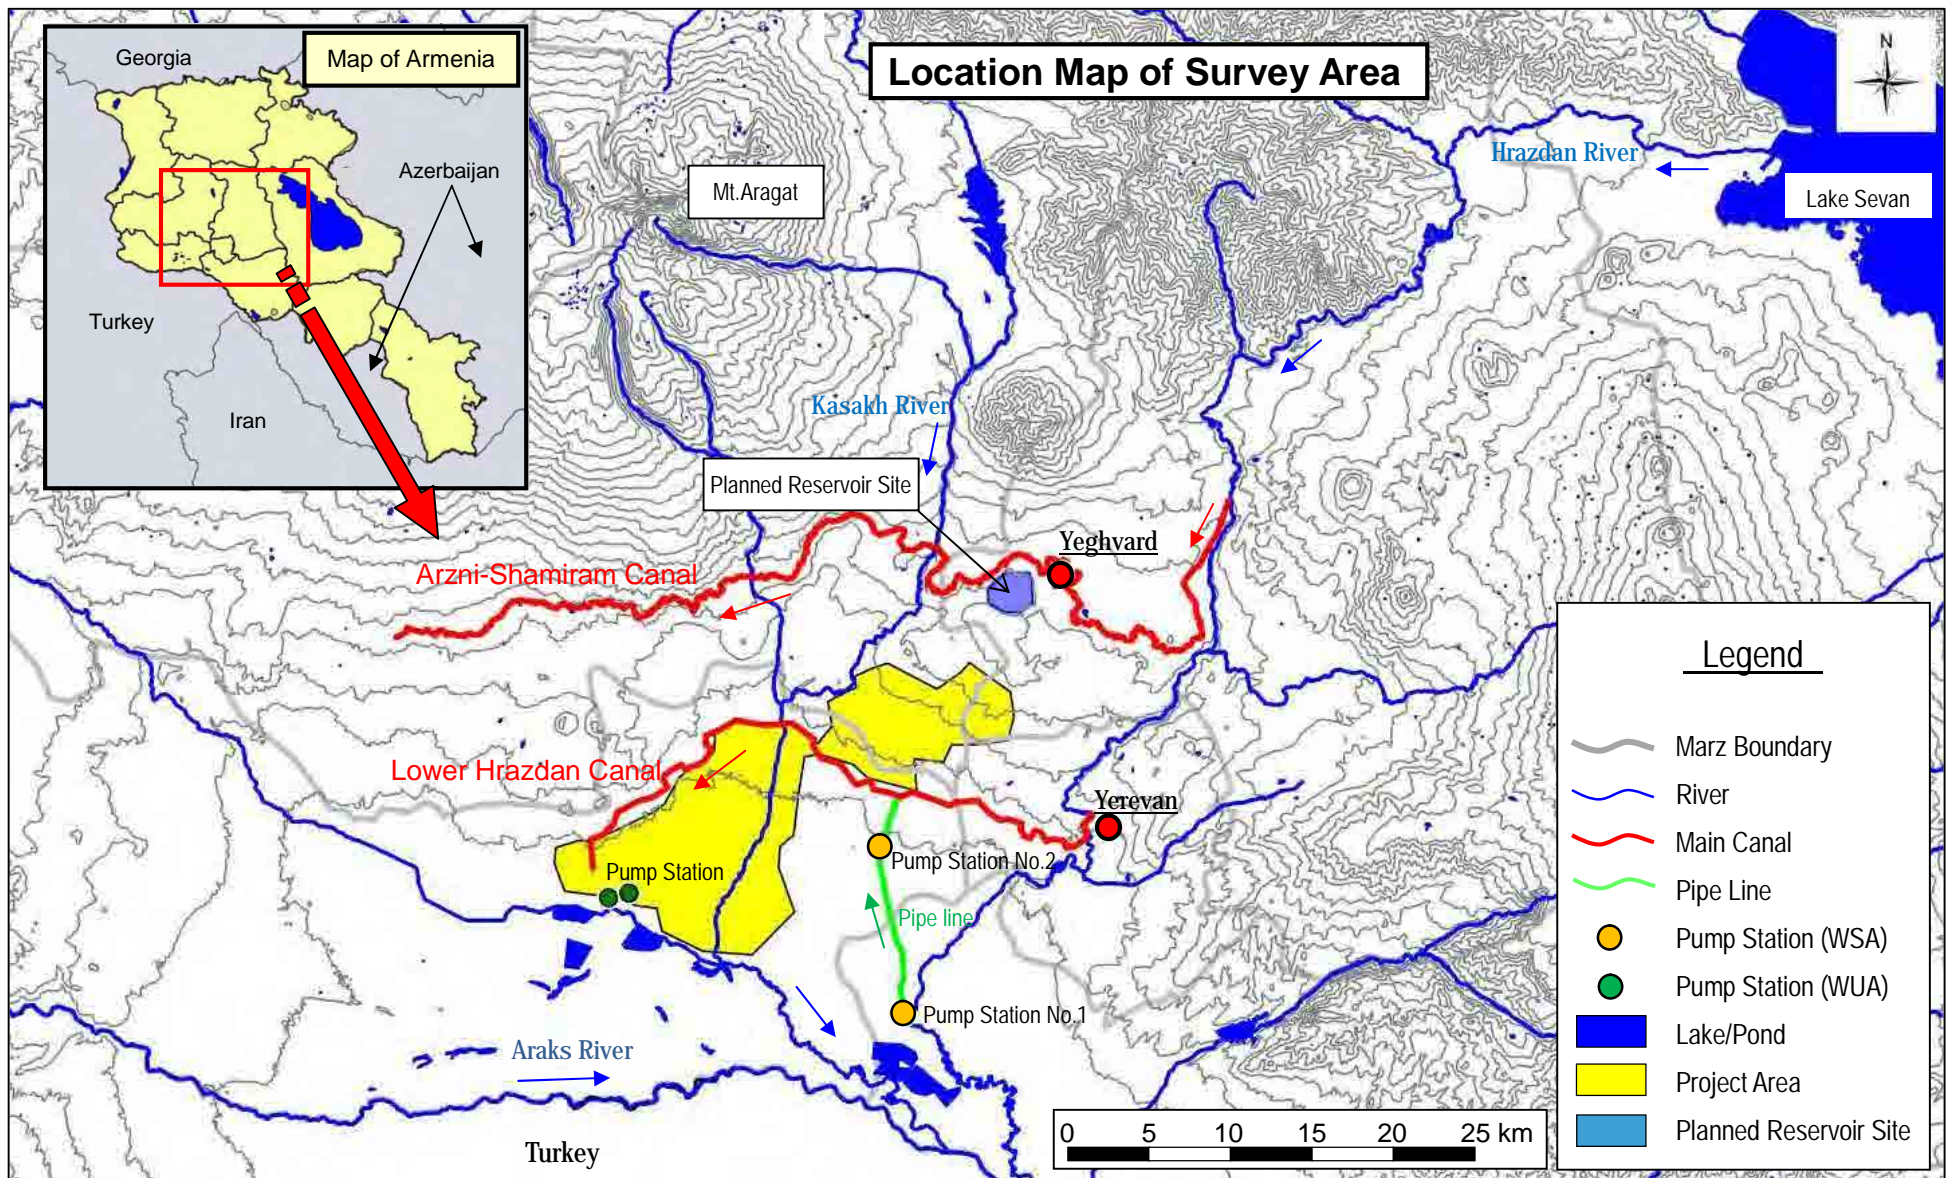 Location Map of Survey Area
Map of Armenia
Georgia
Azerbaijan
Turkey
Iran
N
Mt.Aragat
Hrazdan River
Lake Sevan
Kasakh River
Planned Reservoir Site
Yeghvard
Arzni-Shamiram Canal
Lower Hrazdan Canal
Yerevan
Pump Station
Pump Station No.2
Pipe line
Pump Station No.1
Araks River
Turkey
0 5 10 15 20 25 km
Legend
Marz Boundary
River
Main Canal
Pipe Line
Pump Station (WSA)
Pump Station (WUA)
Lake/Pond
Project Area
Planned Reservoir Site